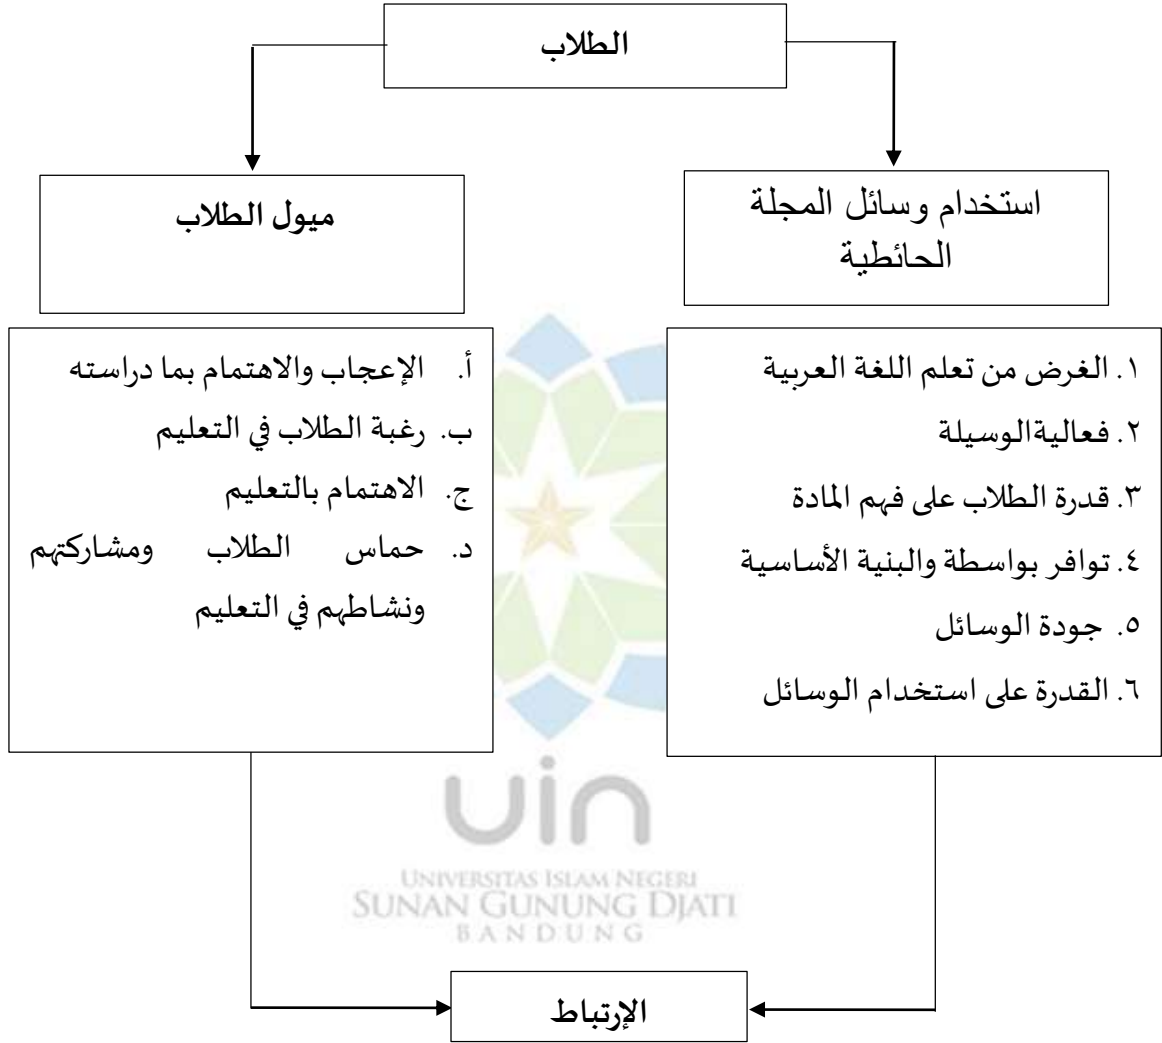 الطلاب
استخدام وسائل المجلة
الحائطية
ميول الطلاب
١. الغرض من تعلم اللغة العربية
٢. فعاليةالوسيلة
٣. قدرة الطلاب على فهم المادة
٤. توافر بواسطة والبنية الأساسية
٥. جودة الوسائل
٦. القدرة على استخدام الوسائل
أ. الإعجاب والاهتمام بما دراسته
ب. رغبة الطلاب في التعليم
ج. الاهتمام بالتعليم
د. حماس الطلاب ومشاركتهم
ونشاطهم في التعليم
uin
UNIVERSITAS ISLAM NEGERI
SUNAN GUNUNG DJATI
BANDUNG
الإرتباط